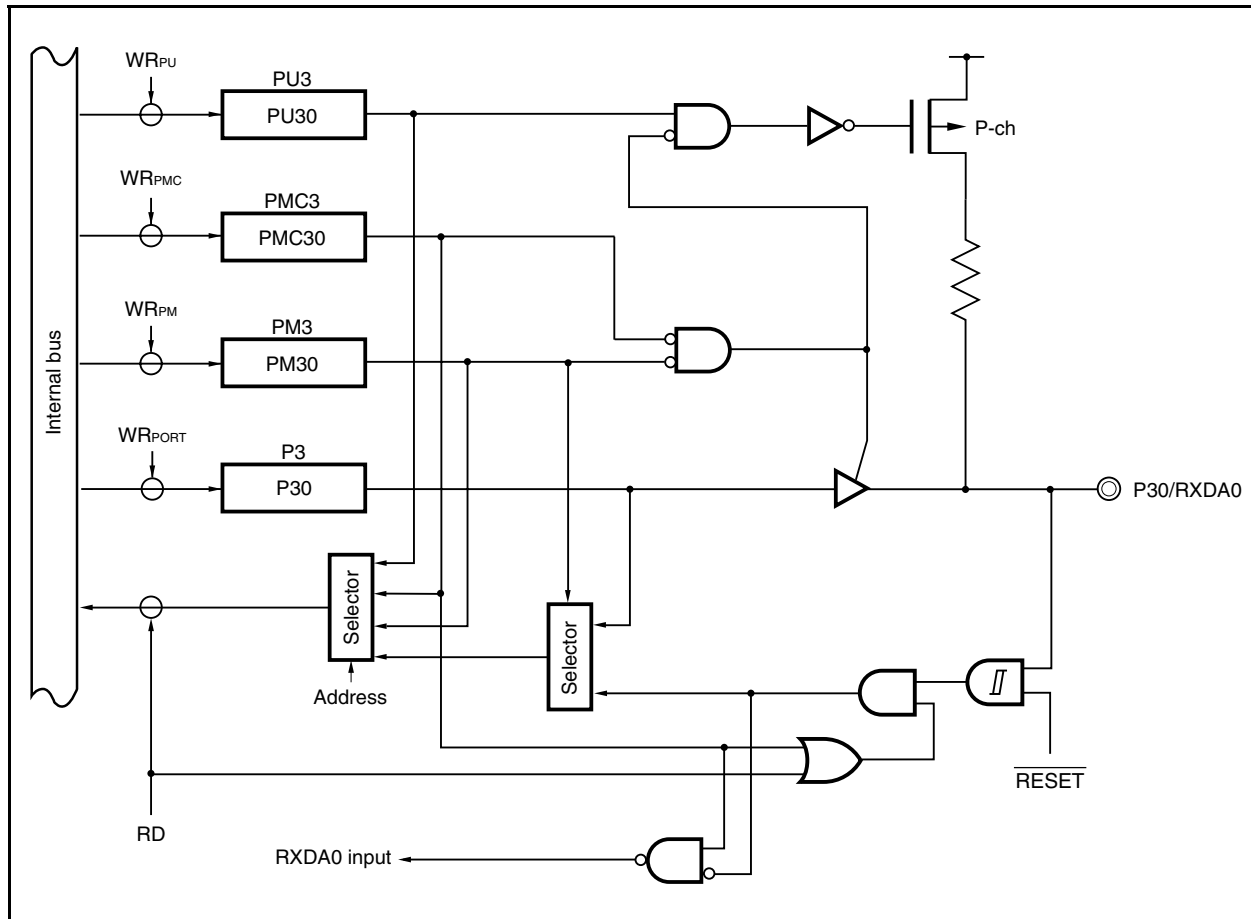 WRPU
PU3
PU30
P-ch
WRPMC
PMC3
PMC30
WRPM
PM3
PM30
Internal bus
WRPORT
P3
P30
P30/RXDA0
Selector
Selector
Address
RESET
RD
RXDA0 input